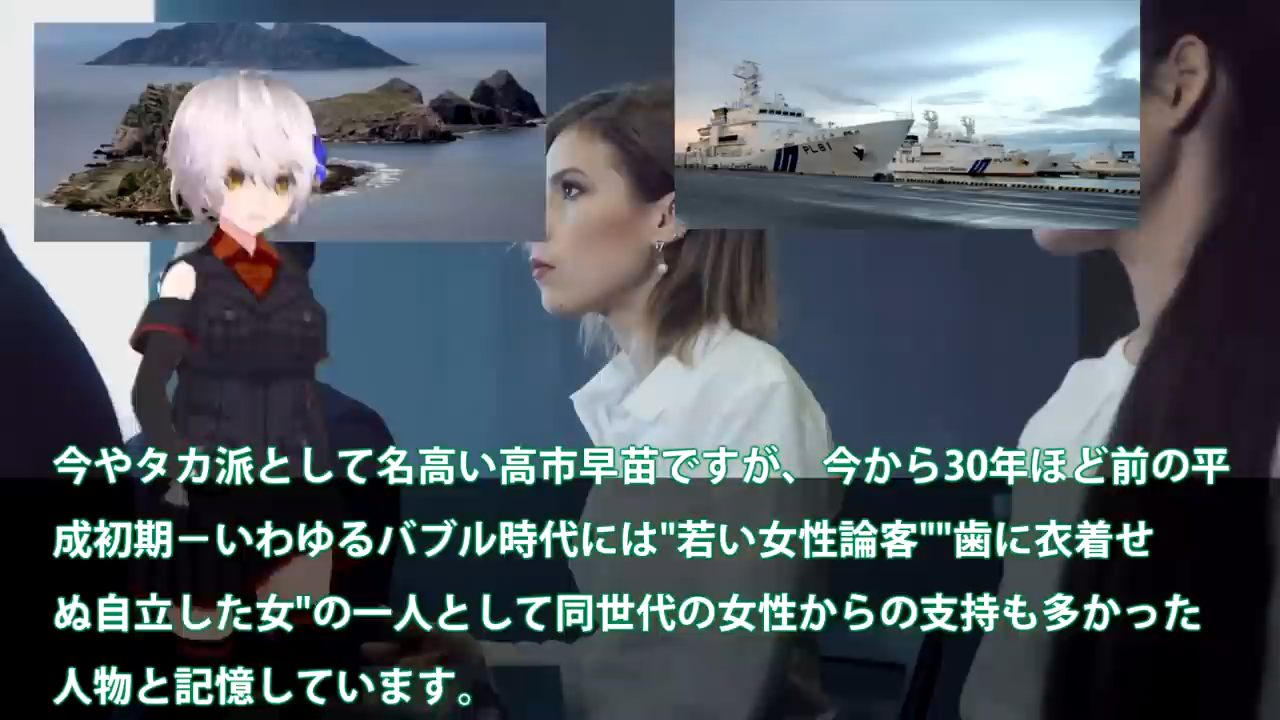 PL81
今やタカ派として名高い高市早苗ですが、今から30年ほど前の平
成初期－いわゆるバブル時代には"若い女性論客""歯に衣着せ
ぬ自立した女"の一人として同世代の女性からの支持も多かった
人物と記憶しています。